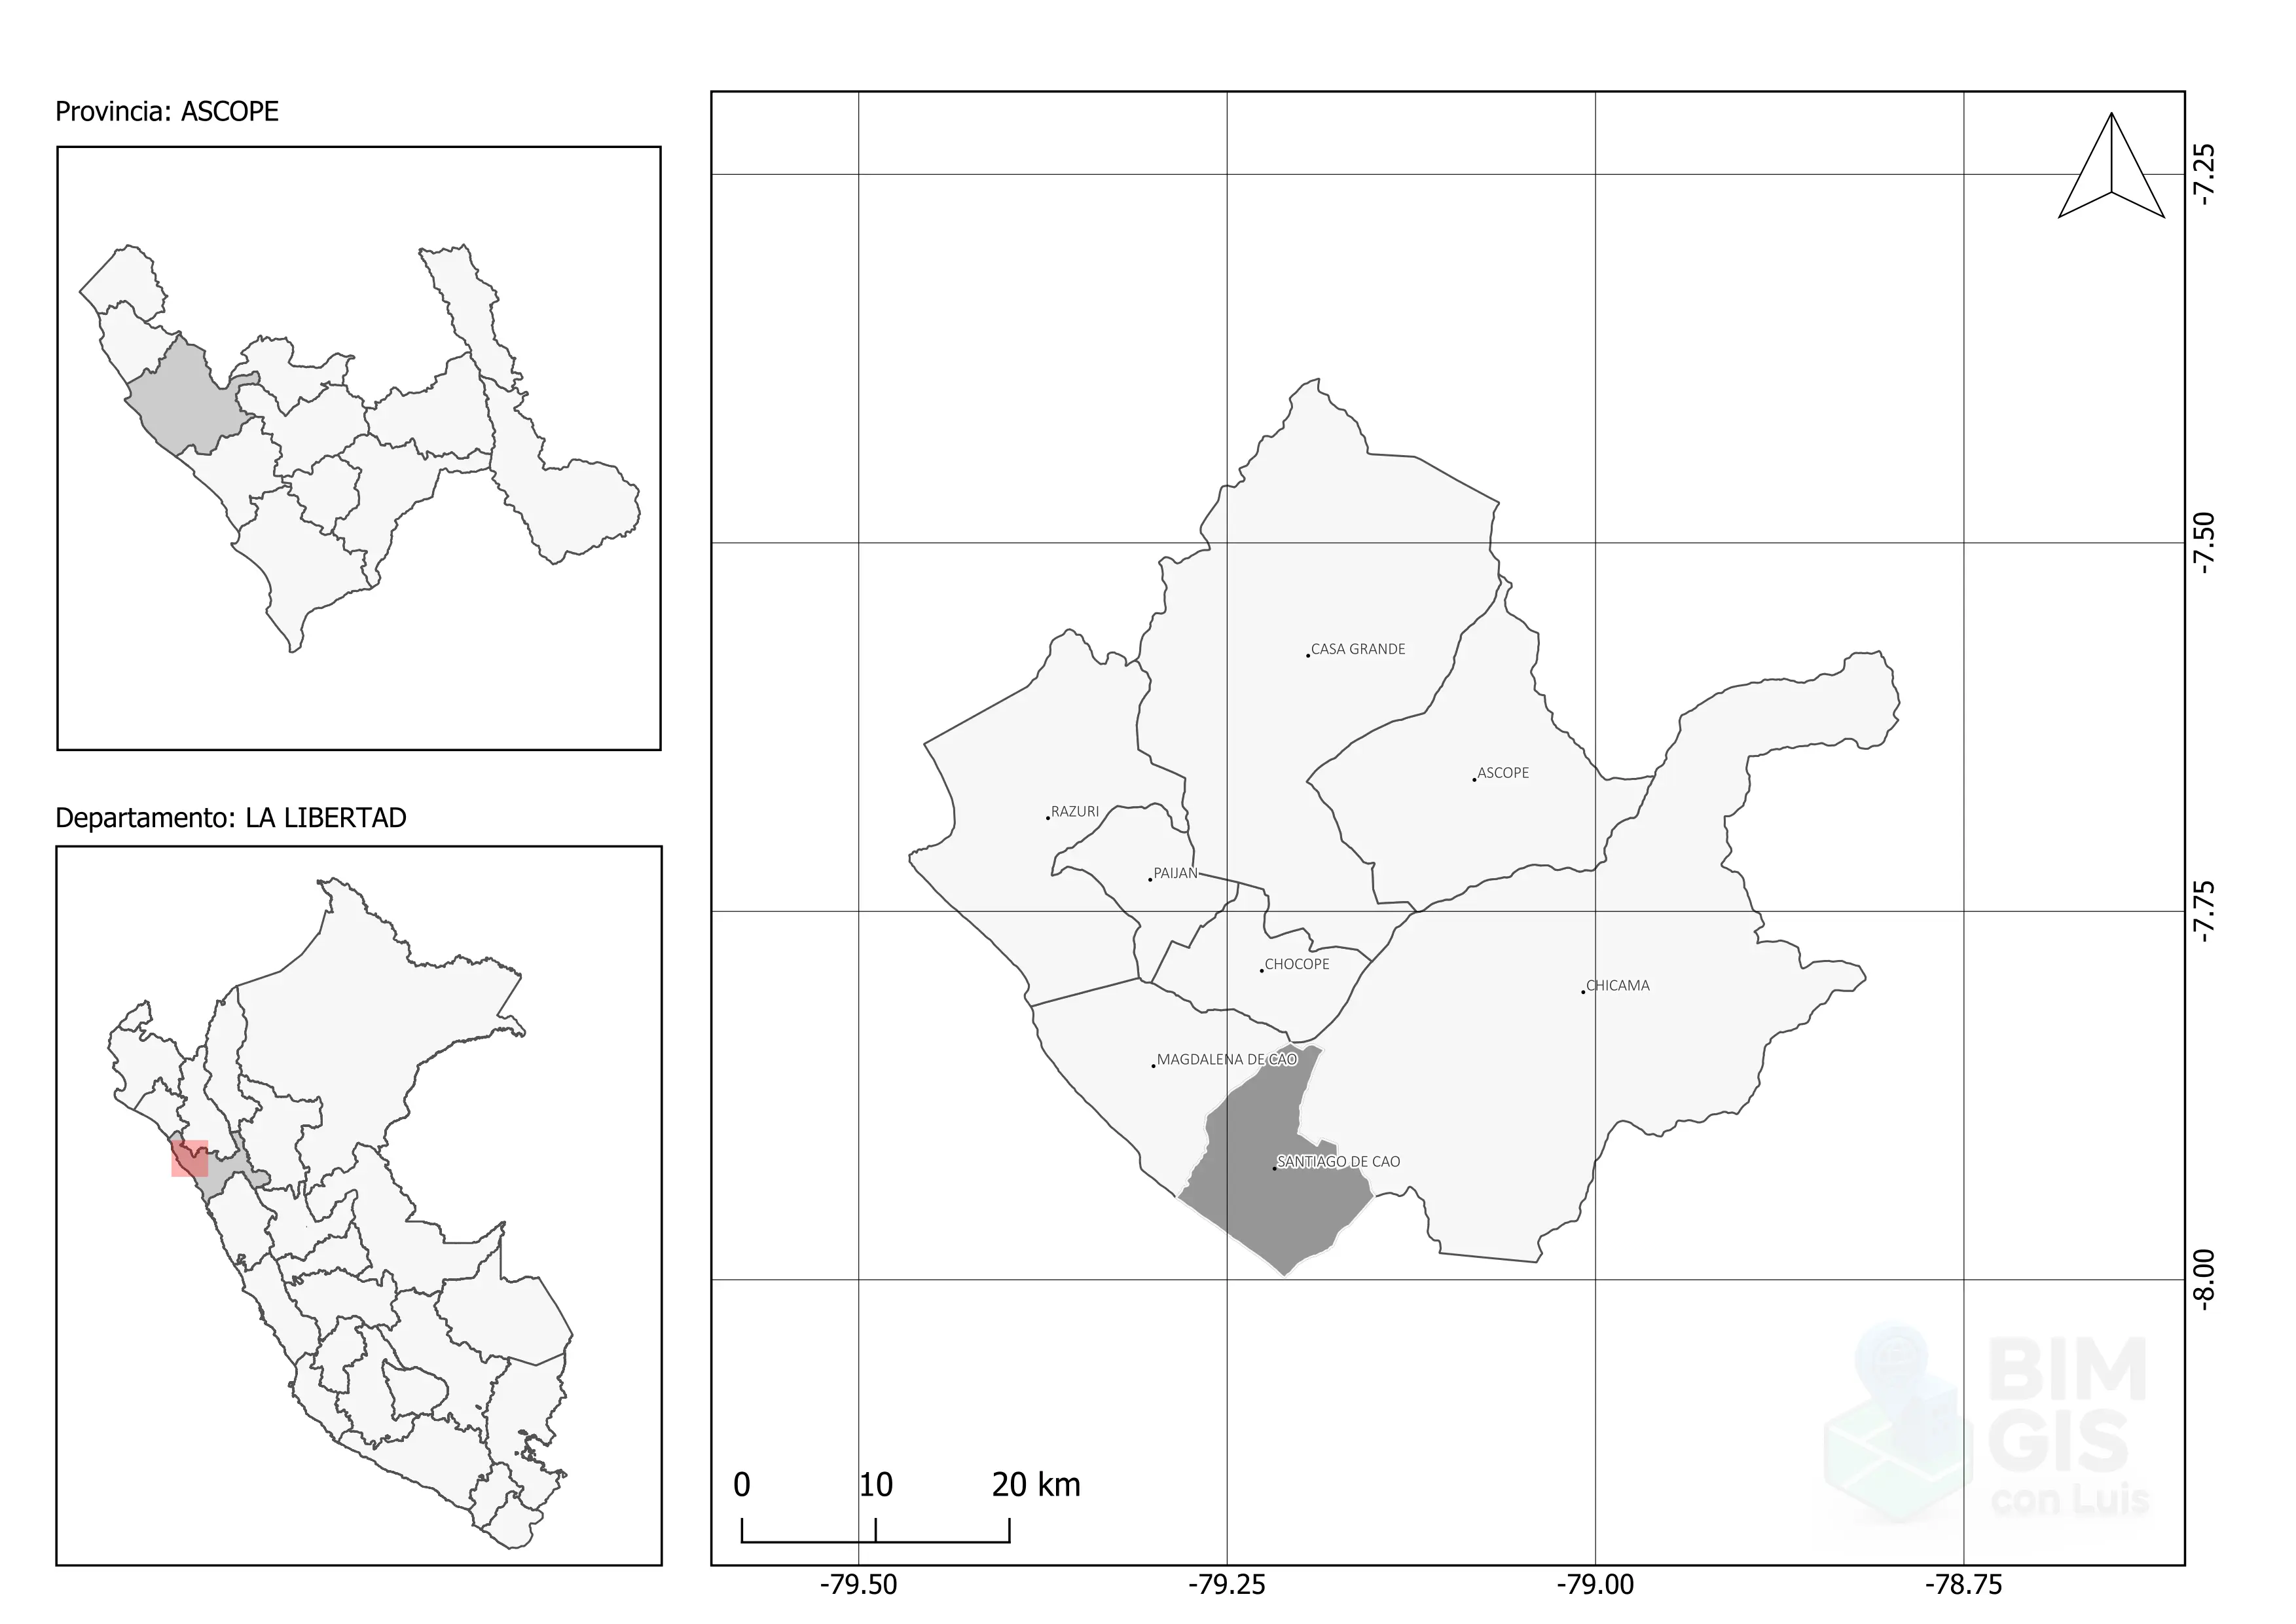 Provincia: ASCOPE
Departamento: LA LIBERTAD
CASA GRANDE
ASCOPE
RAZURI
PAIJAN
CHOCOPE
CHICAMA
MAGDALENA DE CAO
SANTIAGO DE CAO
-7.25
-7.50
-7.75
-8.00
BIM
GIS
con Luis
0 10 20 km
-79.50 -79.25 -79.00 -78.75